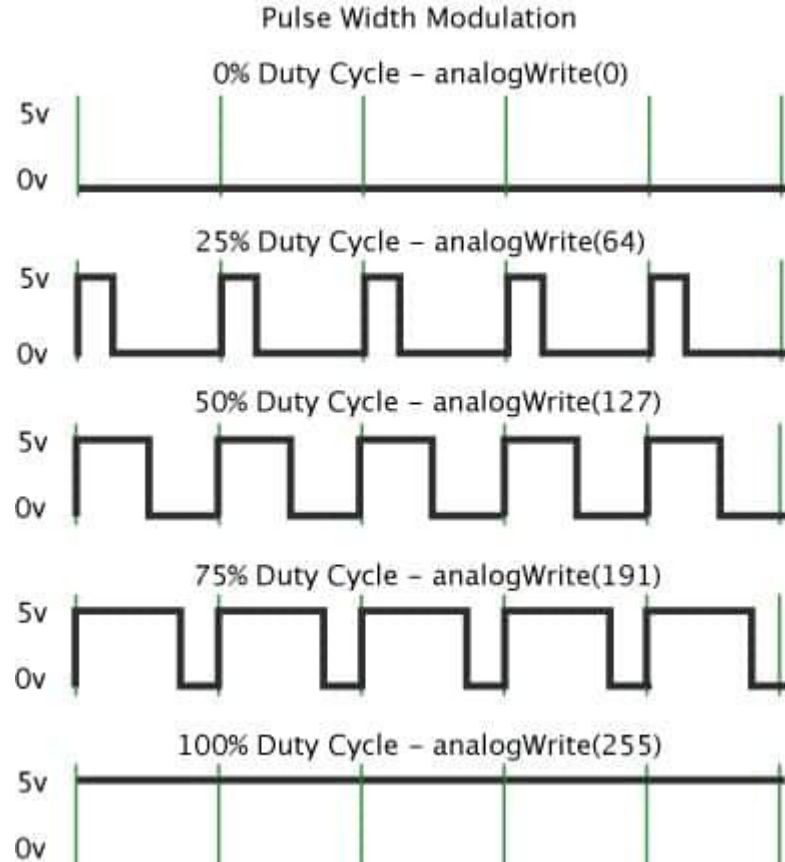 Pulse Width Modulation
0% Duty Cycle – analogWrite(0)
5v
0v
25% Duty Cycle – analogWrite(64)
5v
0v
50% Duty Cycle – analogWrite(127)
5v
0v
75% Duty Cycle – analogWrite(191)
5v
0v
100% Duty Cycle – analogWrite(255)
5v
0v